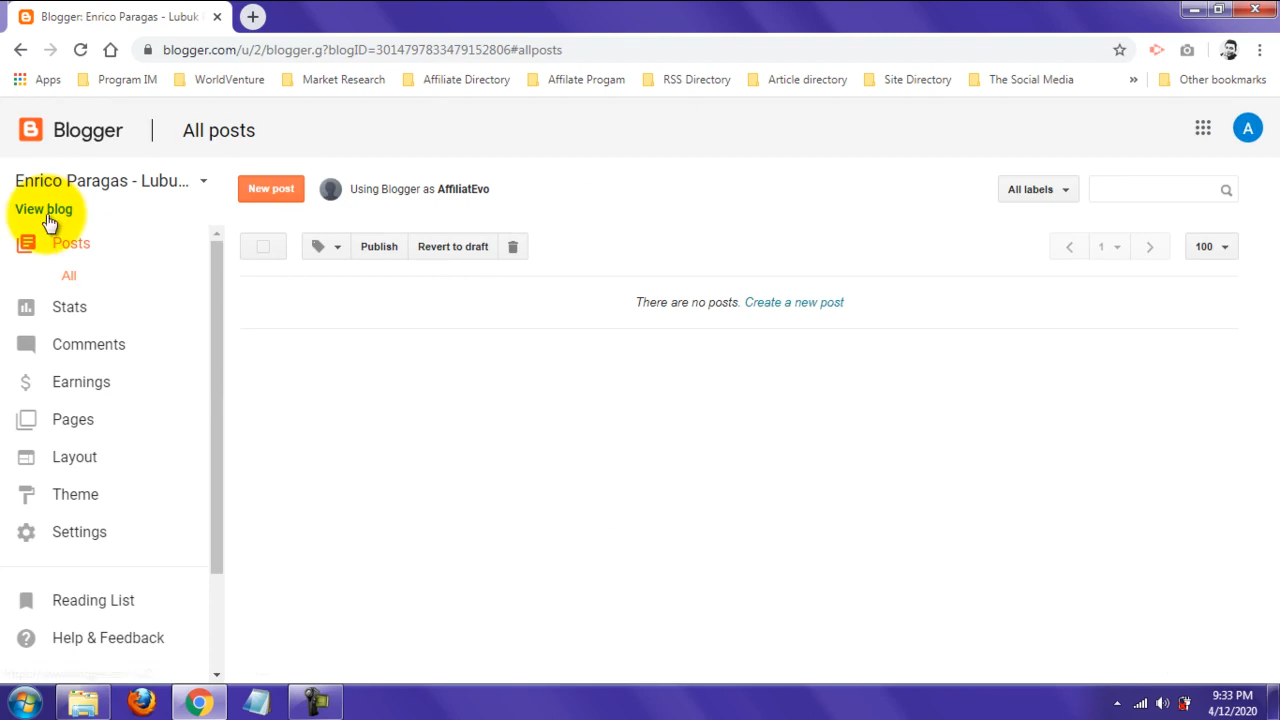 Blogger: Enrico Paragas - Lubuk
blogger.com/u/2/blogger.g?blogID=3014797833479152806#allposts
Apps Program IM WorldVenture Market Research Affiliate Directory Affilate Progam RSS Directory Article directory Site Directory The Social Media » Other bookmarks
Blogger All posts A
Enrico Paragas - Lubu...
View blog
New post Using Blogger as AffiliatEvo All labels
Posts
Publish Revert to draft 1 100
All
There are no posts. Create a new post
Stats
Comments
Earnings
Pages
Layout
Theme
Settings
Reading List
Help & Feedback
9:33 PM
4/12/2020